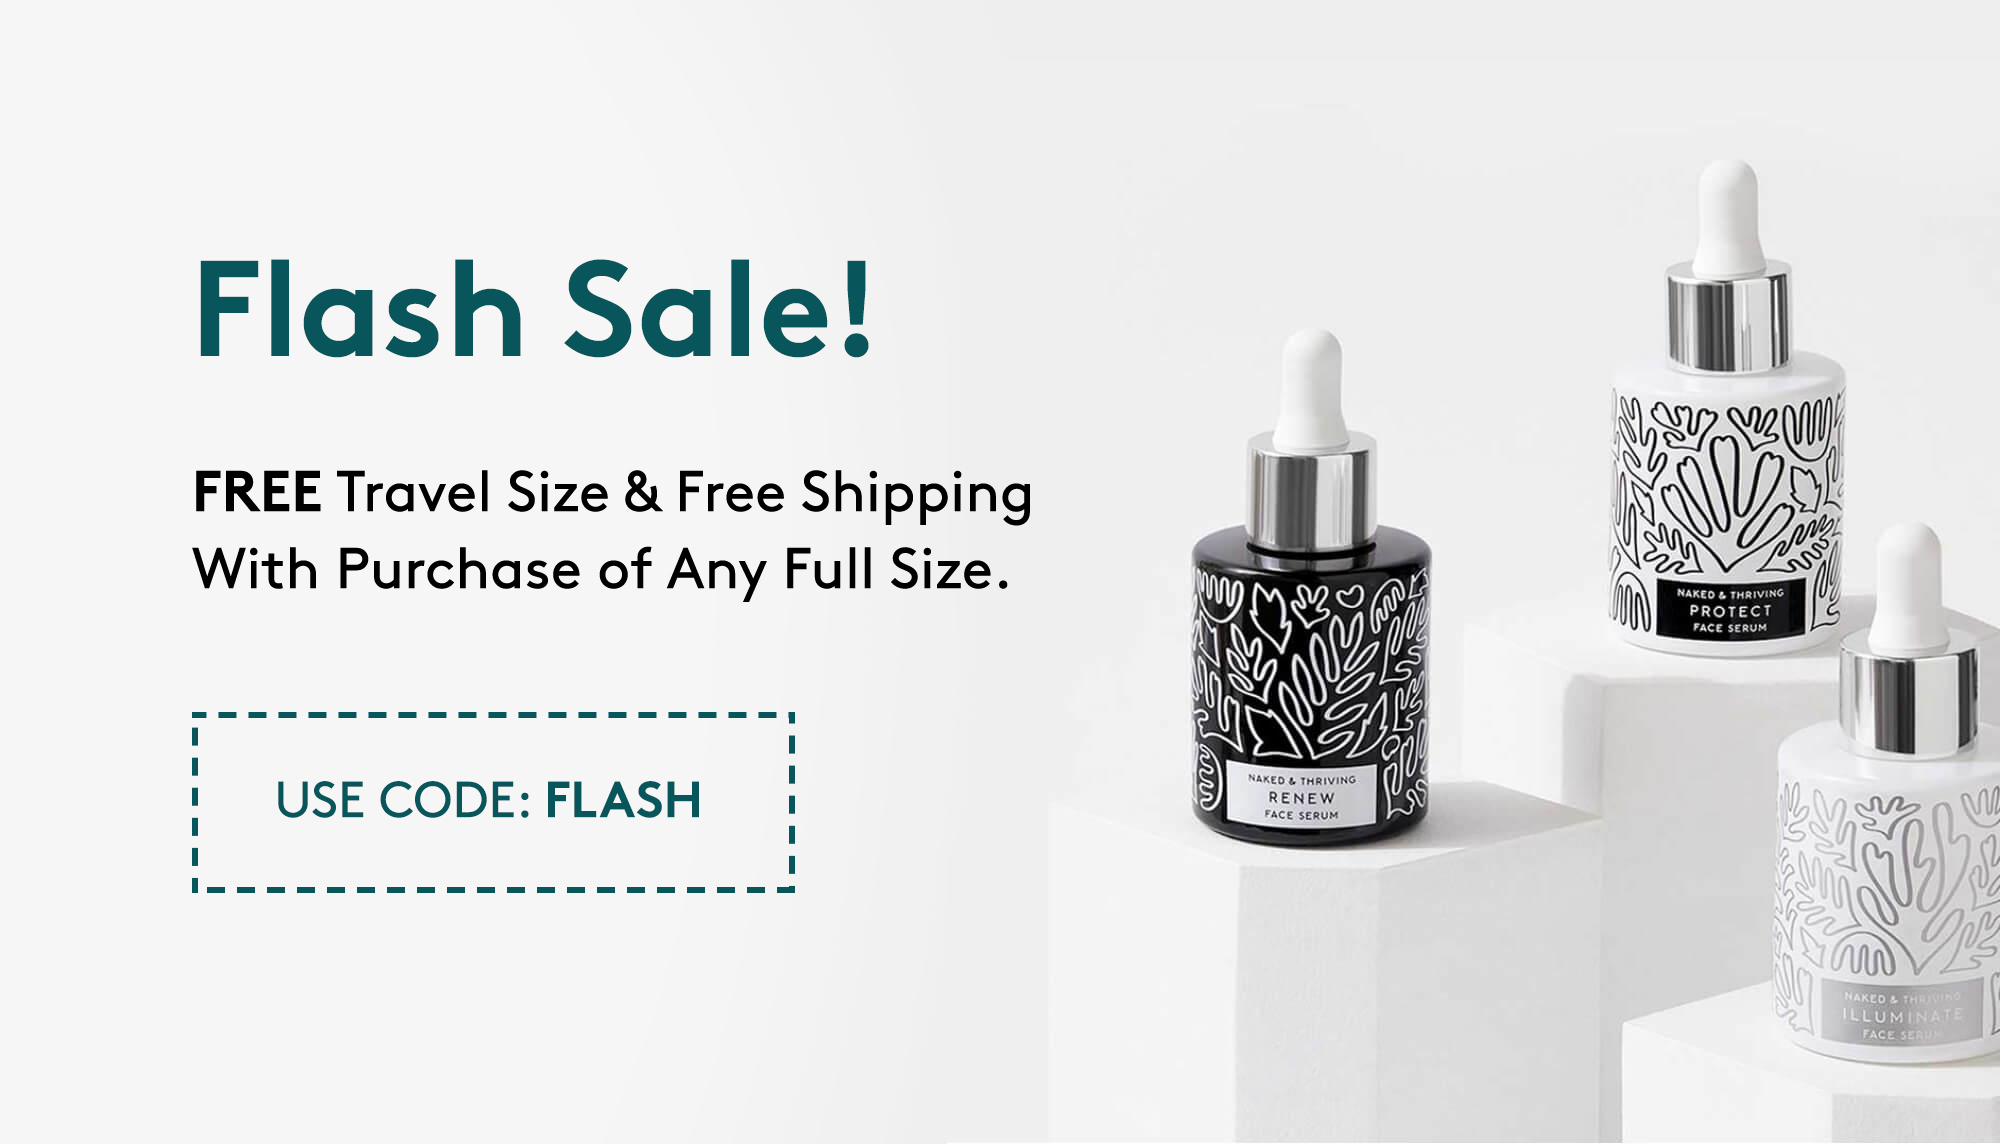 Flash Sale!
FREE Travel Size & Free Shipping
With Purchase of Any Full Size.
USE CODE: FLASH
NAKED & THRIVING
PROTECT
FACE SERUM
NAKED & THRIVING
RENEW
FACE SERUM
NAKED & THRIVING
ILLUMINATE
FACE SERUM